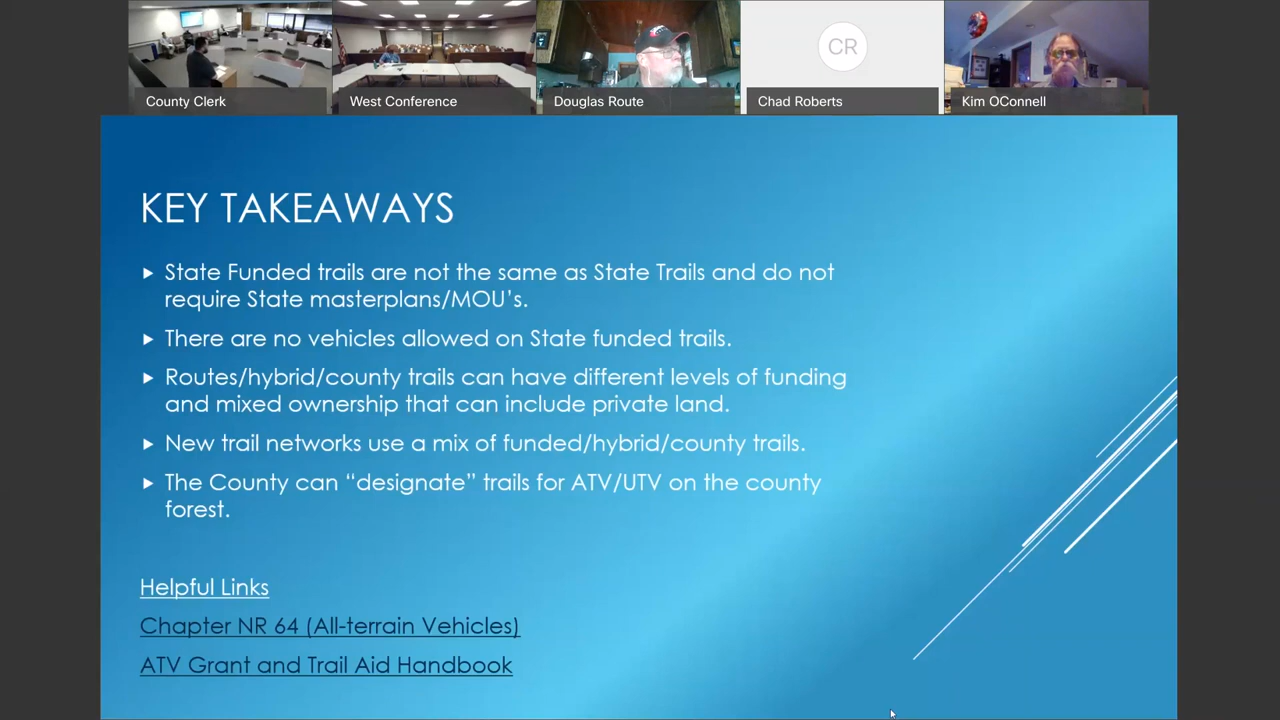 County Clerk
West Conference
Douglas Route
CR
Chad Roberts
Kim OConnell
KEY TAKEAWAYS
State Funded trails are not the same as State Trails and do not
require State masterplans/MOU's.
There are no vehicles allowed on State funded trails.
Routes/hybrid/county trails can have different levels of funding
and mixed ownership that can include private land.
New trail networks use a mix of funded/hybrid/county trails.
The County can “designate” trails for ATV/UTV on the county
forest.
Helpful Links
Chapter NR 64 (All-terrain Vehicles)
ATV Grant and Trail Aid Handbook